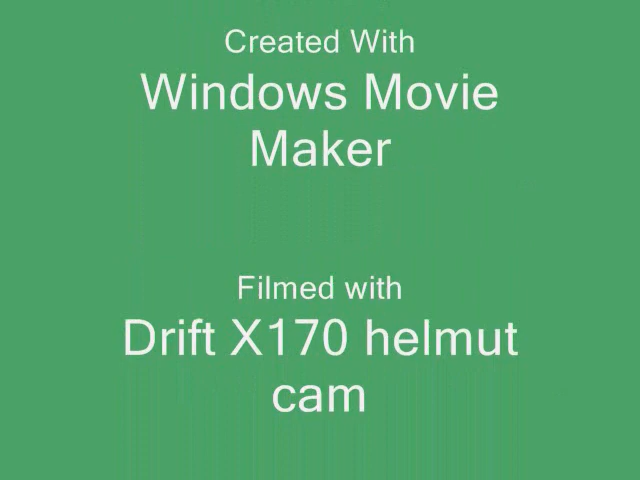 Created With
Windows Movie
Maker
Filmed with
Drift X170 helmut
cam